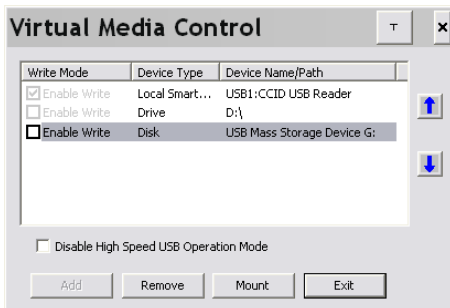 Virtual Media Control
T
×
Write Mode Device Type Device Name/Path
Enable Write Local Smart... USB1:CCID USB Reader
Enable Write Drive D:\
Enable Write Disk USB Mass Storage Device G:
Disable High Speed USB Operation Mode
Add Remove Mount Exit